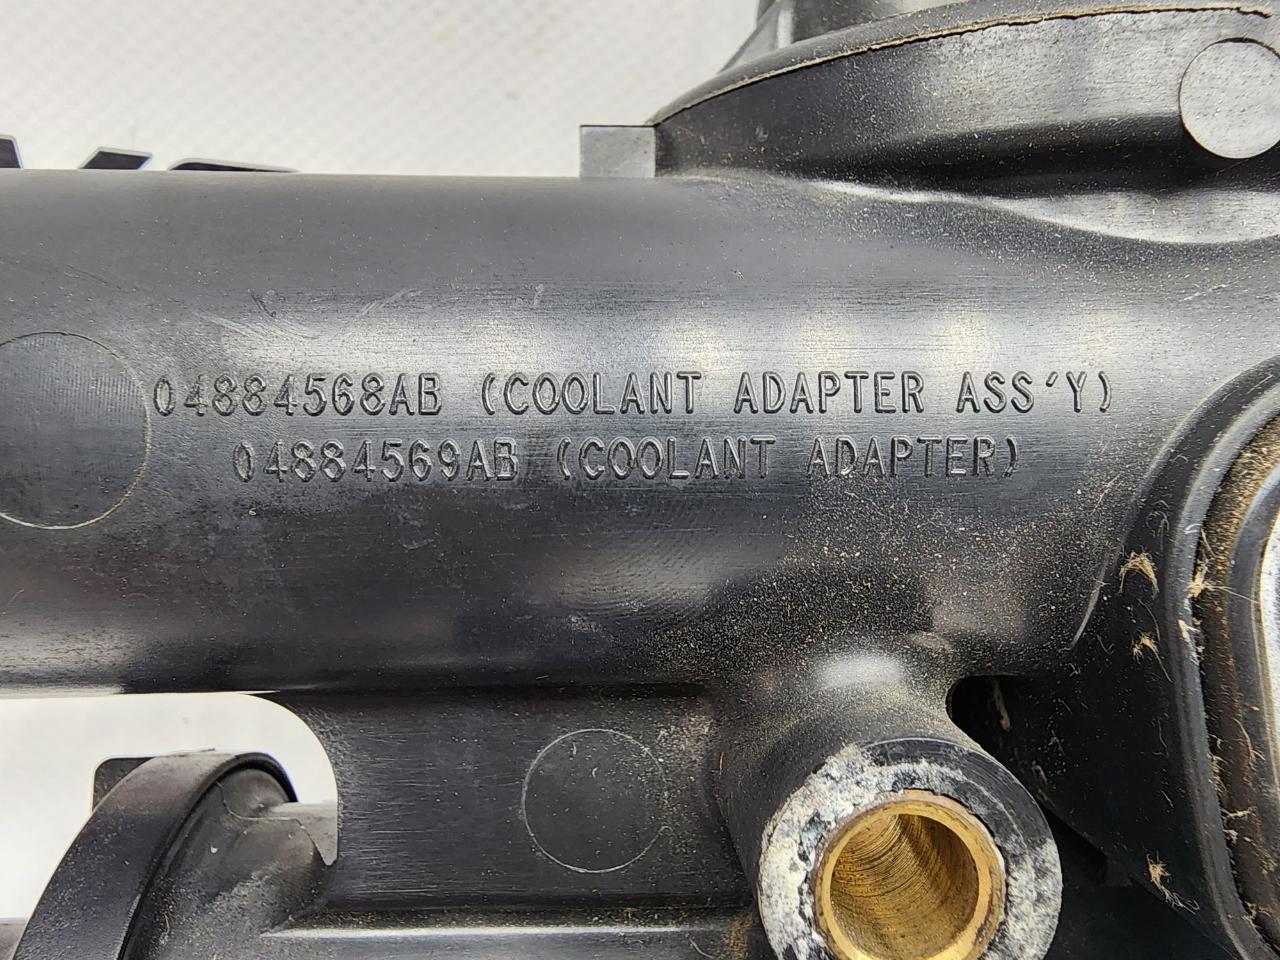 04884568AB (COOLANT ADAPTER ASS'Y)
04884569AB (COOLANT ADAPTER)